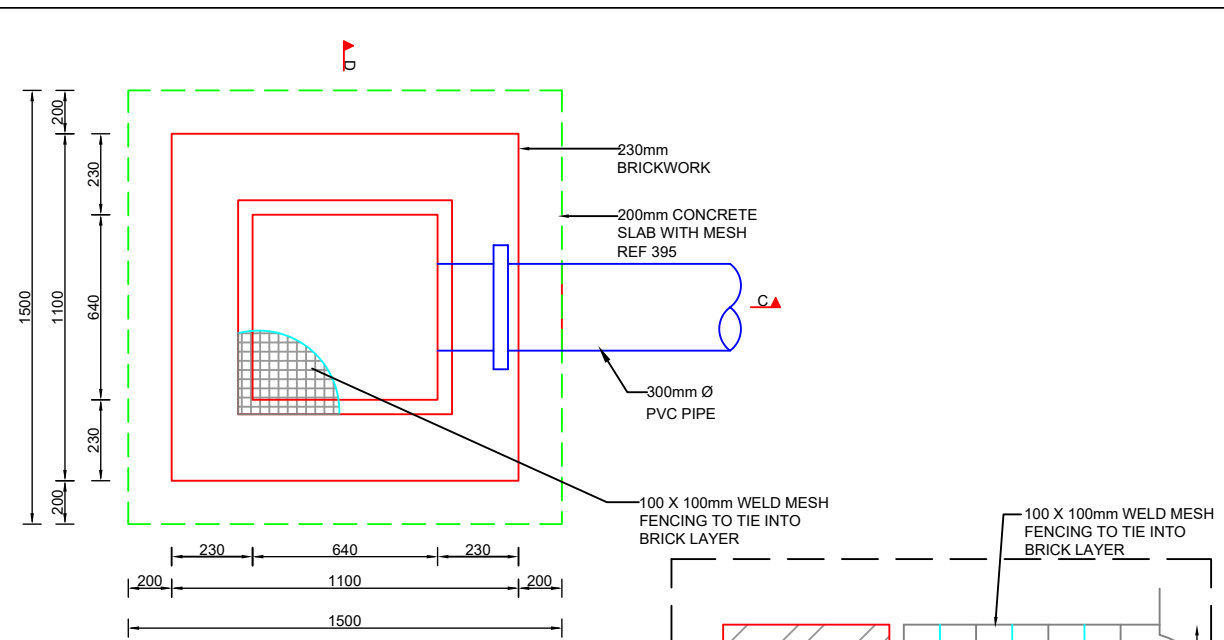 D
200
230
230mm
BRICKWORK
200mm CONCRETE
SLAB WITH MESH
REF 395
1500
1100
640
C
300mm Ø
PVC PIPE
230
200
100 X 100mm WELD MESH
FENCING TO TIE INTO
BRICK LAYER
100 X 100mm WELD MESH
FENCING TO TIE INTO
BRICK LAYER
230
640
230
200
1100
200
1500